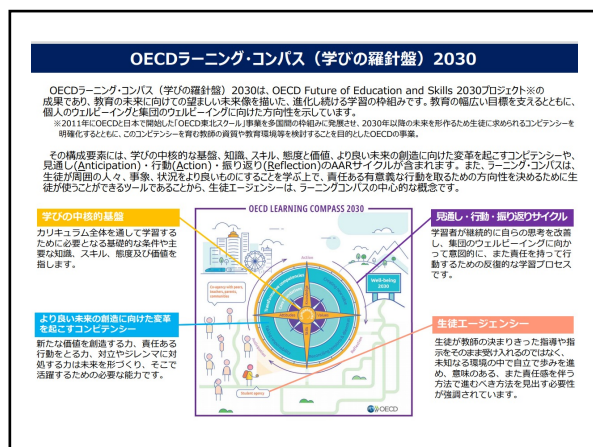 OECDラーニング・コンパス（学びの羅針盤）2030
OECDラーニング・コンパス（学びの羅針盤）2030は、OECD Future of Education and Skills 2030プロジェクト※の
成果であり、教育の未来に向けての望ましい未来像を描いた、進化し続ける学習の枠組みです。教育の幅広い目標を支えるとともに、
個人のウェルビーイングと集団のウェルビーイングに向けた方向性を示しています。
※2011年にOECDと日本で開始した「OECD東北スクール」事業を多国間の枠組みに発展させ、2030年以降の未来を形作るため生徒に求められるコンピテンシーを
明確化するとともに、このコンテンシーを育む教師の資質や教育環境等を検討することを目的としたOECDの事業。
その構成要素には、学びの中核的な基盤、知識、スキル、態度と価値、より良い未来の創造に向けた変革を起こすコンピテンシーや、
見通し(Anticipation)・行動(Action)・振り返り(Reflection)のAARサイクルが含まれます。また、ラーニング・コンパスは、
生徒が周囲の人々、事象、状況をより良いものにすることを学ぶ上で、責任ある有意義な行動を取るための方向性を決めるために生
徒が使うことができるツールであることから、生徒エージェンシーは、ラーニングコンパスの中心的な概念です。
学びの中核的基盤
カリキュラム全体を通して学習する
ために必要となる基礎的な条件や主
要な知識、スキル、態度及び価値を
指します。
より良い未来の創造に向けた変革
を起こすコンピテンシー
新たな価値を創造する力、責任ある
行動をとる力、対立やジレンマに対
処する力は未来を形づくり、そこで
活躍するための必要な能力です。
OECD LEARNING COMPASS 2030
Co-agency with peers,
teachers, parents,
communities
Well-being
2030
Student agency
OECD
見通し・行動・振り返りサイクル
学習者が継続的に自らの思考を改善
し、集団のウェルビーイングに向か
って意図的に、また責任を持って行
動するための反復的な学習プロセス
です。
生徒エージェンシー
生徒が教師の決まりきった指導や指
示をそのまま受け入れるのではなく、
未知なる環境の中で自立で歩みを進
め、意味のある、また責任感を伴う
方法で進むべき方法を見出す必要性
が強調されています。